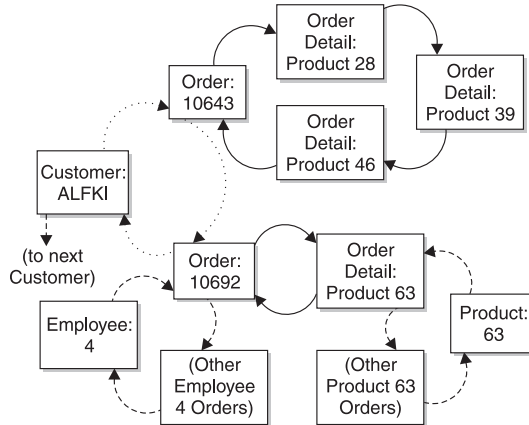 Order
Detail:
Product 28
Order:
10643
Order
Detail:
Product 39
Order
Detail:
Product 46
Customer:
ALFKI
(to next
Customer)
Order:
10692
Order
Detail:
Product 63
Employee:
4
Product:
63
(Other
Employee
4 Orders)
(Other
Product 63
Orders)